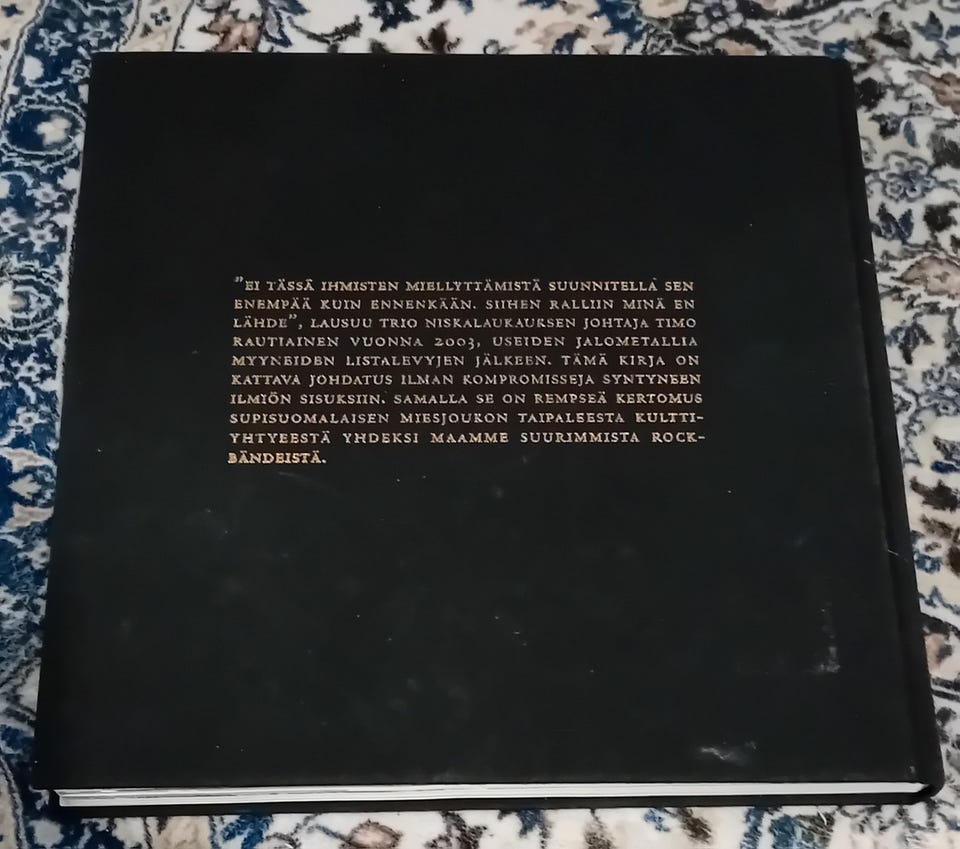 "EI TÄSSÄ IHMISTEN MIELLYTTÄMISTÄ SUUNNITELLA SEN
ENEMPÄÄ KUIN ENNENKÄÄN. SIIHEN RALLIIN MINÄ EN
LÄHDE", LAUSUU TRIO NISKALAUKAUKSEN JOHTAJA TIMO
RAUTIAINEN VUONNA 2003, USEIDEN JALOMETALLIA
MYYNEIDEN LISTALEVYJEN JÄLKEEN. TÄMÄ KIRJA ON
KATTAVA JOHDATUS ILMAN KOMPROMISSEJA SYNTYNEEN
ILMIÖN SISUKSIIN. SAMALLA SE ON REMPSEÄ KERTOMUS
SUPISUOMALAISEN MIESJOUKON TAIPALEESTA KULTTI-
YHTYEESTÄ YHDEKSI MAAMME SUURIMMISTA ROCK-
BÄNDEISTÄ.